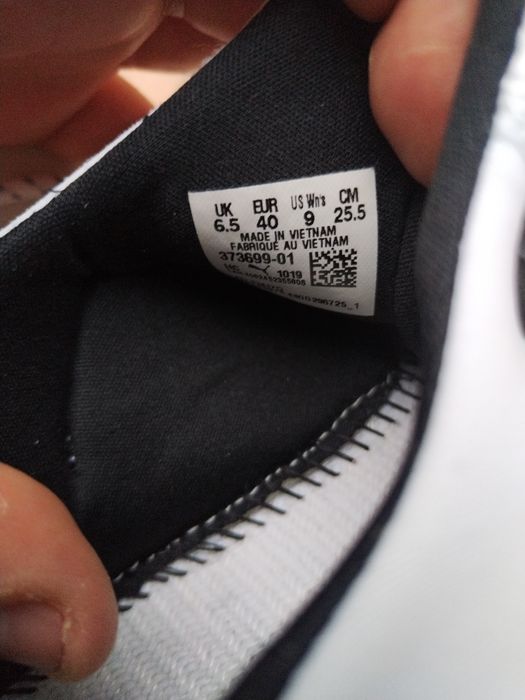 UK EUR US Wn's CM
6.5 40 9 25.5
MADE IN VIETNAM
FABRIQUÉ AU VIETNAM
373699-01
1019